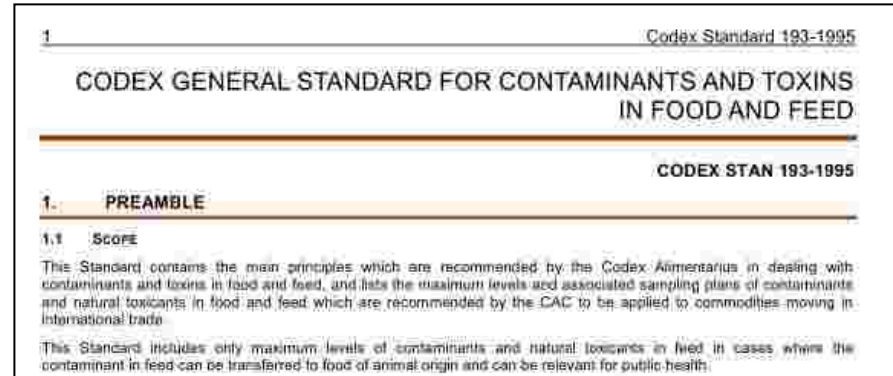 1 Codex Standard 193-1995
CODEX GENERAL STANDARD FOR CONTAMINANTS AND TOXINS
IN FOOD AND FEED
CODEX STAN 193-1995
1. PREAMBLE
1.1 SCOPE
This Standard contains the main principles which are recommended by the Codex Alimentarius in dealing with
contaminants and toxins in food and feed, and lists the maximum levels and associated sampling plans of contaminants
and natural toxicants in food and feed which are recommended by the CAC to be applied to commodities moving in
international trade.
This Standard includes only maximum levels of contaminants and natural toxicants in feed in cases where the
contaminant in feed can be transferred to food of animal origin and can be relevant for public health.